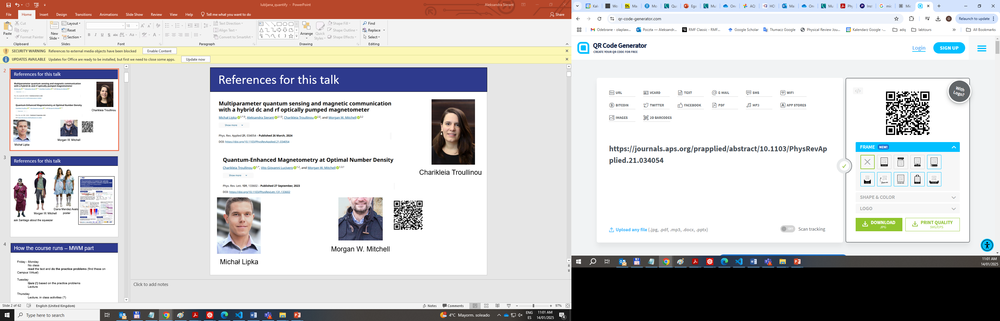 lubljana_quantify - PowerPoint
Aleksandra Sierant
File Home Insert Design Transitions Animations Slide Show Review View Help Tell me what you want to do
Share
Paste
Cut
Copy
Format Painter
Clipboard
New Slide
Layout
Reset
Section
Slides
18
Font
Text Direction
Align Text
Convert to SmartArt
Paragraph
Arrange
Quick Styles
Shape Fill
Shape Outline
Shape Effects
Drawing
Find
Replace
Select
Editing
SECURITY WARNING References to external media objects have been blocked Enable Content
UPDATES AVAILABLE Updates for Office are ready to be installed, but first we need to close some apps. Update now
2
References for this talk
Multiparameter quantum sensing and magnetic communication
with a hybrid dc and rf optically pumped magnetometer
Quantum-Enhanced Magnetometry at Optimal Number Density
Charikleia Troullinou
Morgan W. Mitchell
Michał Lipka
3
References for this talk
Morgan W. Mitchell
Diana Mendez Avalo
poster
ask Santiago about the squeezer
4
How the course runs – MWM part
Friday - Monday
No class
read the text and do the practice problems (find these on
Campus Virtual)
Tuesday
Quiz (!) based on the practice problems
Lecture
Thursday
Lecture, in class activities (?)
References for this talk
Multiparameter quantum sensing and magnetic communication
with a hybrid dc and rf optically pumped magnetometer
Michał Lipka 1,*,§, Aleksandra Sierant 2,†,§, Charikleia Troullinou 2,‡, and Morgan W. Mitchell 3,2
Show more
Phys. Rev. Applied 21, 034054 – Published 26 March, 2024
DOI: https://doi.org/10.1103/PhysRevApplied.21.034054
Quantum-Enhanced Magnetometry at Optimal Number Density
Charikleia Troullinou 1,*, Vito Giovanni Lucivero 1,2, and Morgan W. Mitchell 1,3,†
Show more
Phys. Rev. Lett. 131, 133602 – Published 27 September, 2023
DOI: https://doi.org/10.1103/PhysRevLett.131.133602
Charikleia Troullinou
Morgan W. Mitchell
Michał Lipka
Click to add notes
Slide 2 of 62 English (United Kingdom)
Notes Comments 97%
Type here to search
4°C Mayorm. soleado
ENG
ES
11:01 AM
14/01/2025
4
qr-code-generator.com
Relaunch to update
Odebrane - olaplaw... Poczta — Aleksandr... RMF Classic - RMF... Google Scholar Tłumacz Google Physical Review Jou... Kalendarz Google -... adq labtours All Bookmarks
QR Code Generator
CREATE YOUR QR CODE FOR FREE
Login SIGN UP
URL VCARD TEXT E-MAIL SMS WIFI
BITCOIN TWITTER FACEBOOK PDF MP3 APP STORES
IMAGES 2D BARCODES
https://journals.aps.org/prapplied/abstract/10.1103/PhysRevAp
plied.21.034054
Upload any file (.jpg, .pdf, .mp3, .docx, .pptx)
OFF Scan tracking
With
Logo?
FRAME NEW!
SHAPE & COLOR
LOGO
DOWNLOAD
JPG
PRINT QUALITY
SVG/EPS
11:01 AM
14/01/2025